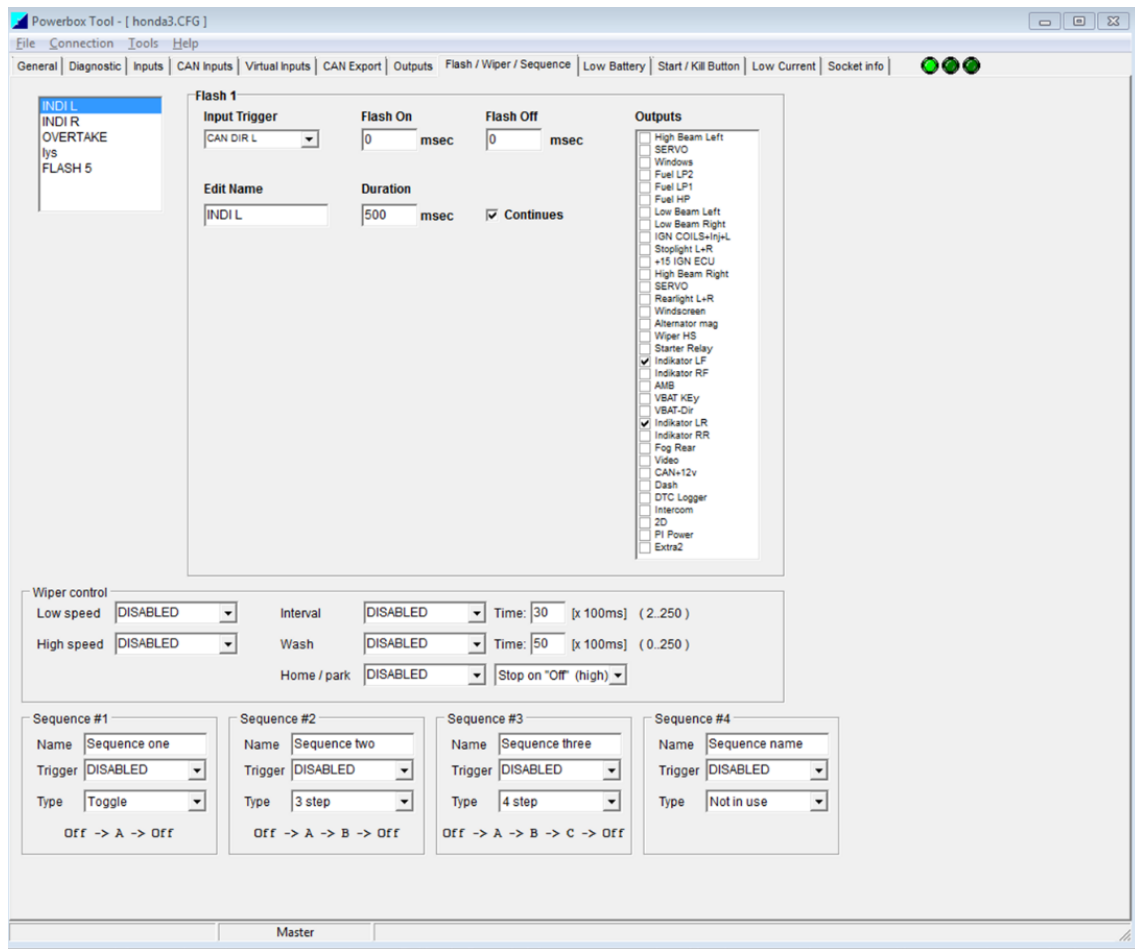 Powerbox Tool - [ honda3.CFG ]
File Connection Tools Help
General Diagnostic Inputs CAN Inputs Virtual Inputs CAN Export Outputs Flash / Wiper / Sequence Low Battery Start / Kill Button Low Current Socket info
INDI L
INDI R
OVERTAKE
lys
FLASH 5
Flash 1
Input Trigger Flash On Flash Off Outputs
CAN DIR L 0 msec 0 msec
Edit Name Duration
INDI L 500 msec Continues
High Beam Left
SERVO
Windows
Fuel LP2
Fuel LP1
Fuel HP
Low Beam Left
Low Beam Right
IGN COILS+Inj+L
Stoplight L+R
+15 IGN ECU
High Beam Right
SERVO
Rearlight L+R
Windscreen
Alternator mag
Wiper HS
Starter Relay
Indikator LF
Indikator RF
AMB
VBAT KEy
VBAT-Dir
Indikator LR
Indikator RR
Fog Rear
Video
CAN+12v
Dash
DTC Logger
Intercom
2D
PI Power
Extra2
Wiper control
Low speed DISABLED Interval DISABLED Time: 30 [x 100ms] ( 2..250 )
High speed DISABLED Wash DISABLED Time: 50 [x 100ms] ( 0..250 )
Home / park DISABLED Stop on "Off" (high)
Sequence #1 Sequence #2 Sequence #3 Sequence #4
Name Sequence one Name Sequence two Name Sequence three Name Sequence name
Trigger DISABLED Trigger DISABLED Trigger DISABLED Trigger DISABLED
Type Toggle Type 3 step Type 4 step Type Not in use
Off -> A -> Off Off -> A -> B -> Off Off -> A -> B -> C -> Off
Master